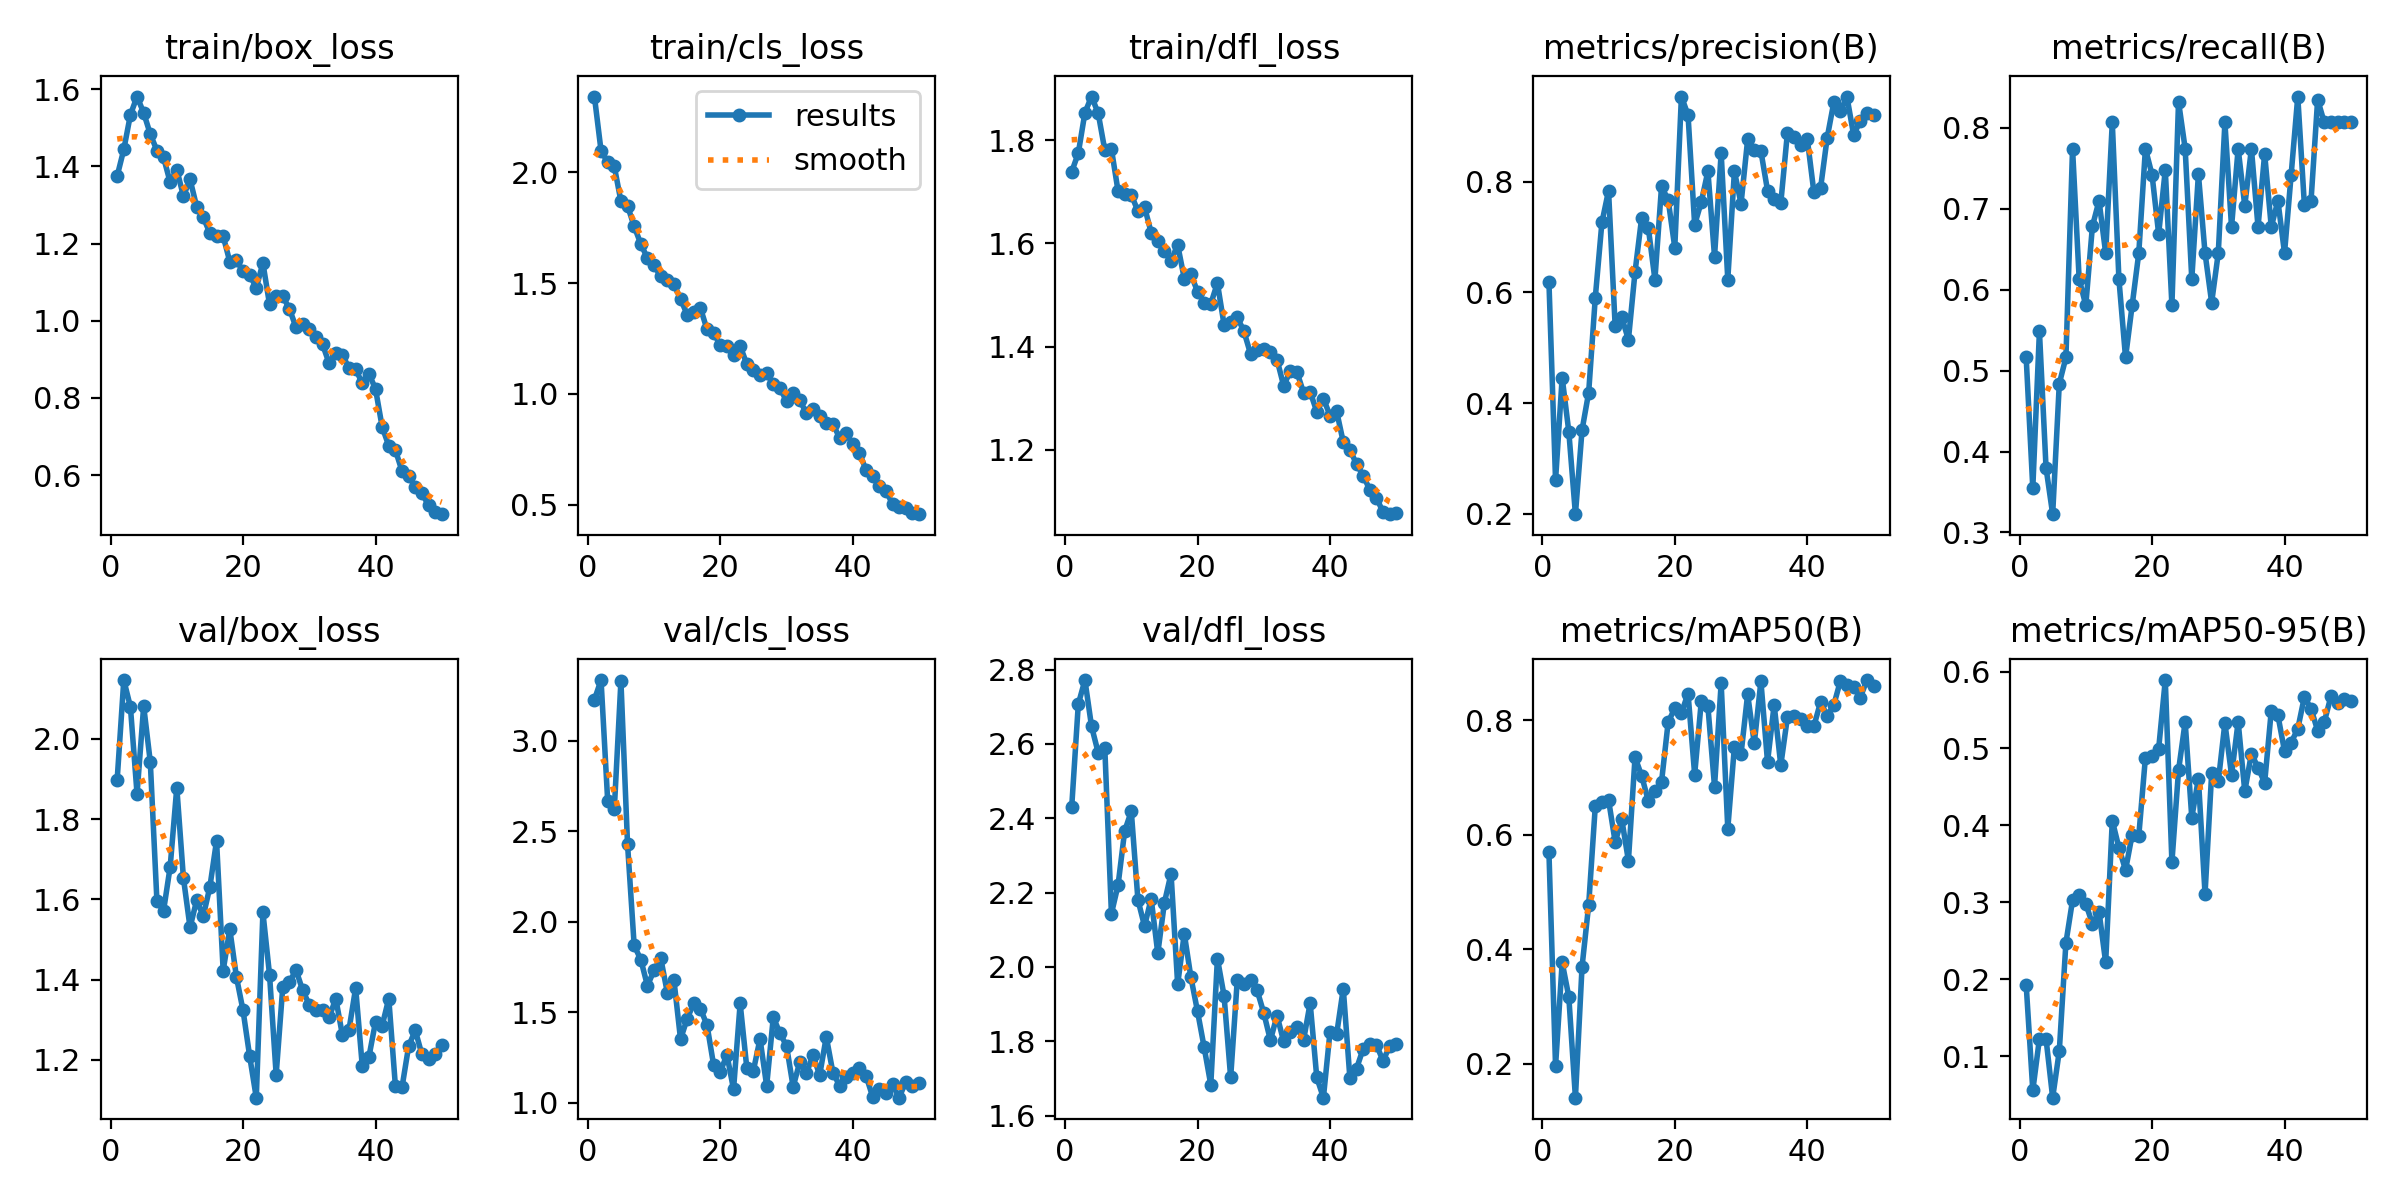 train/box_loss
1.6
1.4
1.2
1.0
0.8
0.6
0 20 40
train/cls_loss
results
smooth
2.0
1.5
1.0
0.5
0 20 40
train/dfl_loss
1.8
1.6
1.4
1.2
0 20 40
metrics/precision(B)
0.8
0.6
0.4
0.2
0 20 40
metrics/recall(B)
0.8
0.7
0.6
0.5
0.4
0.3
0 20 40
val/box_loss
2.0
1.8
1.6
1.4
1.2
0 20 40
val/cls_loss
3.0
2.5
2.0
1.5
1.0
0 20 40
val/dfl_loss
2.8
2.6
2.4
2.2
2.0
1.8
1.6
0 20 40
metrics/mAP50(B)
0.8
0.6
0.4
0.2
0 20 40
metrics/mAP50-95(B)
0.6
0.5
0.4
0.3
0.2
0.1
0 20 40